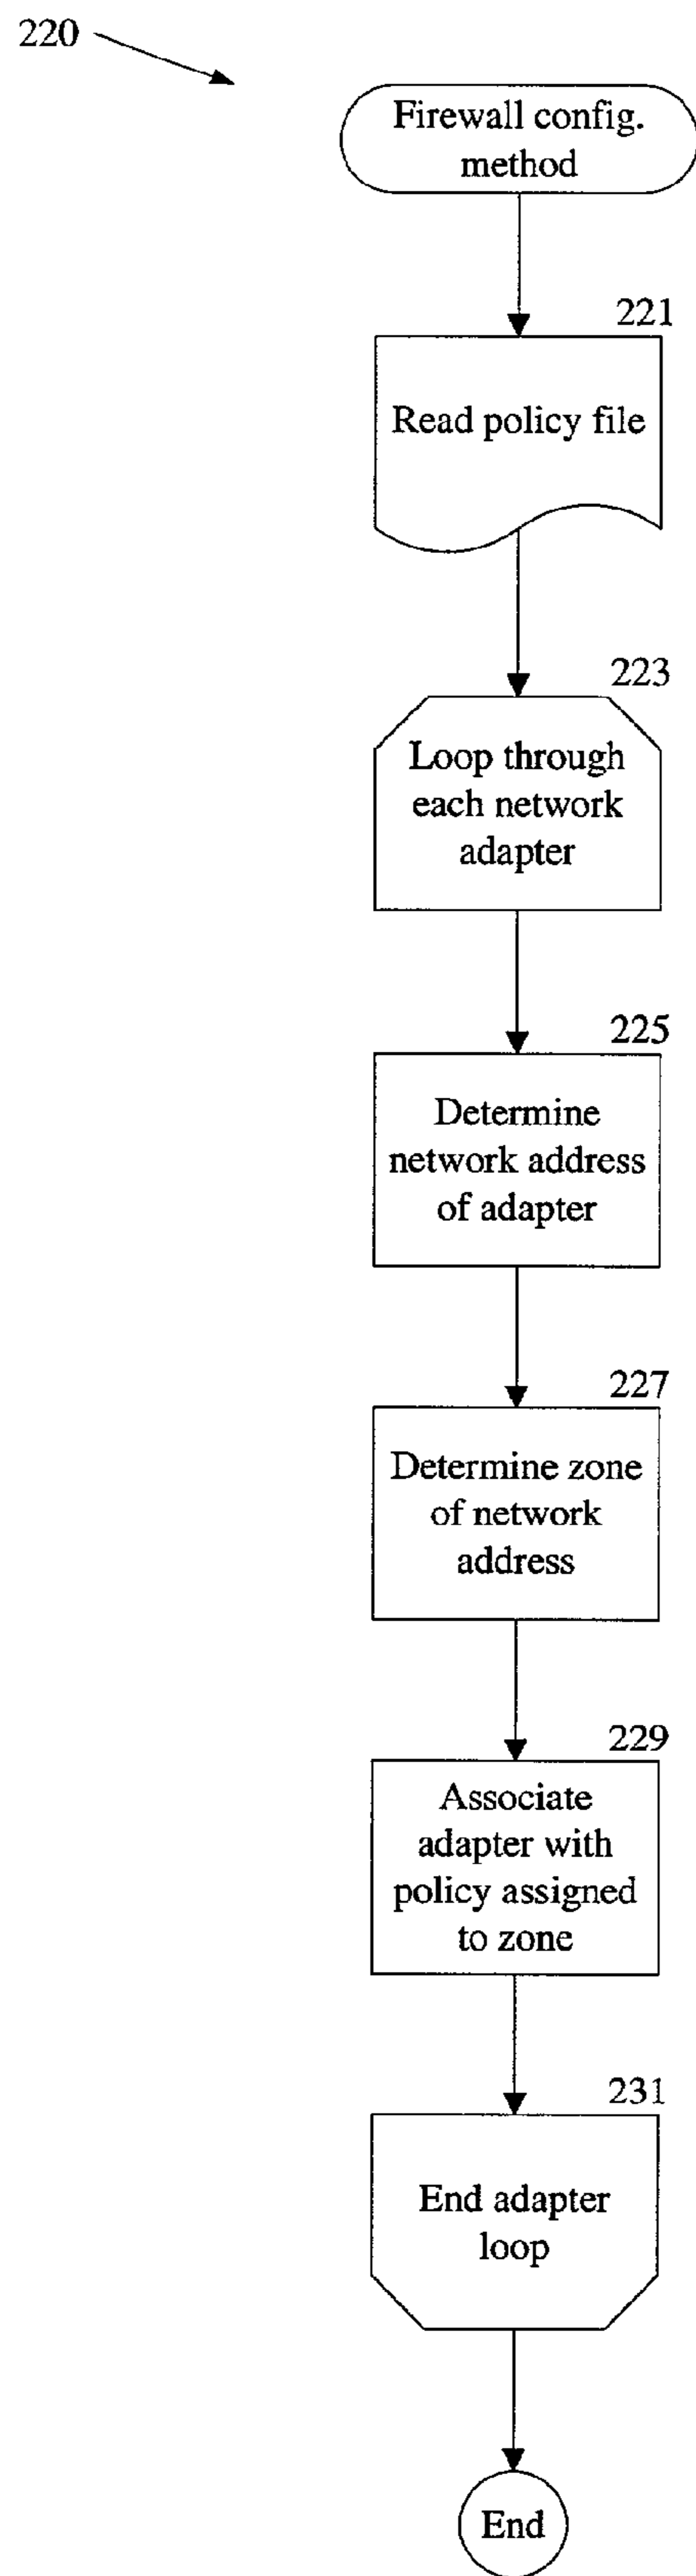 220
Firewall config.
method
221
Read policy file
223
Loop through
each network
adapter
225
Determine
network address
of adapter
227
Determine zone
of network
address
229
Associate
adapter with
policy assigned
to zone
231
End adapter
loop
End